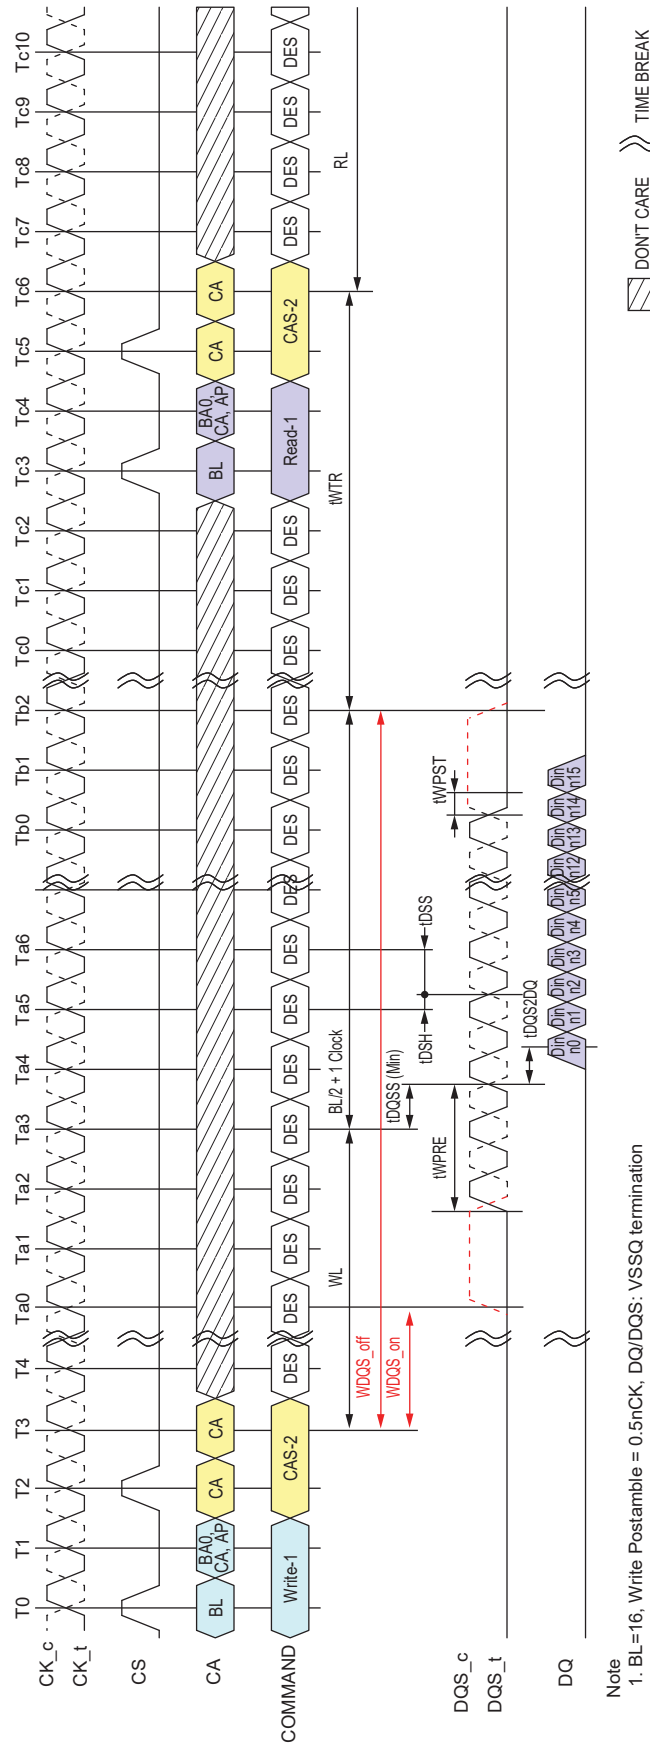 T0 T1 T2 T3 T4 Ta0 Ta1 Ta2 Ta3 Ta4 Ta5 Ta6 Tb0 Tb1 Tb2 Tc0 Tc1 Tc2 Tc3 Tc4 Tc5 Tc6 Tc7 Tc8 Tc9 Tc10
CK_c
CK_t
CS
CA
BL
BA0,
CA, AP
CA
CA
BL
BA0,
CA, AP
CA
CA
COMMAND
Write-1 CAS-2 DES DES DES DES DES DES DES DES DES DES DES DES DES DES DES Read-1 CAS-2 DES DES DES DES
WL BL/2 + 1 Clock tWTR RL
WDQS_off
WDQS_on
tDQSS (Min)
tDSH tDSS
tWPRE tWPST
DQS_c
DQS_t
tDQS2DQ
DQ
Din
n0
Din
n1
Din
n2
Din
n3
Din
n4
Din
n5
Din
n12
Din
n13
Din
n14
Din
n15
Note
1. BL=16, Write Postamble = 0.5nCK, DQ/DQS: VSSQ termination
DON'T CARE TIME BREAK